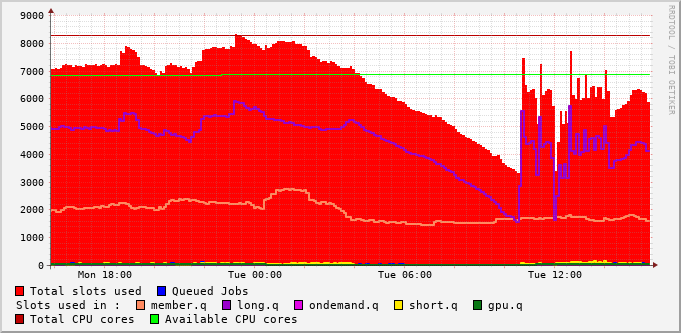 9000
8000
7000
6000
5000
4000
3000
2000
1000
0
Mon 18:00 Tue 00:00 Tue 06:00 Tue 12:00
RRDTOOL / TOBI OETIKER
Total slots used Queued Jobs
Slots used in : member.q long.q ondemand.q short.q gpu.q
Total CPU cores Available CPU cores